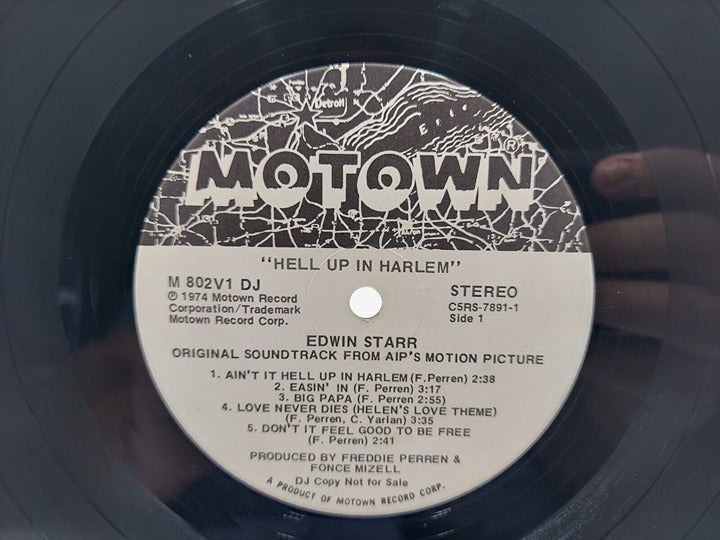 Detroit
Erie
MOTOWN®
"HELL UP IN HARLEM"
M 802V1 DJ
℗ 1974 Motown Record
Corporation/Trademark
Motown Record Corp.
STEREO
C5RS-7891-1
Side 1
EDWIN STARR
ORIGINAL SOUNDTRACK FROM AIP'S MOTION PICTURE
1. AIN'T IT HELL UP IN HARLEM (F. Perren) 2:38
2. EASIN' IN (F. Perren) 3:17
3. BIG PAPA (F. Perren 2:55)
4. LOVE NEVER DIES (HELEN'S LOVE THEME)
(F. Perren, C. Yarian) 3:35
5. DON'T IT FEEL GOOD TO BE FREE
(F. Perren) 2:41
PRODUCED BY FREDDIE PERREN &
FONCE MIZELL
DJ Copy Not for Sale
A PRODUCT OF MOTOWN RECORD CORP.